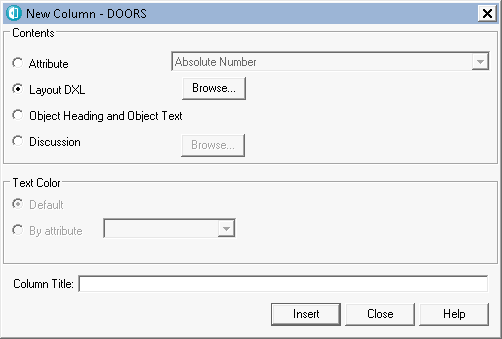 New Column - DOORS
Contents
Attribute
Absolute Number
Layout DXL
Browse...
Object Heading and Object Text
Discussion
Browse...
Text Color
Default
By attribute
Column Title:
Insert
Close
Help